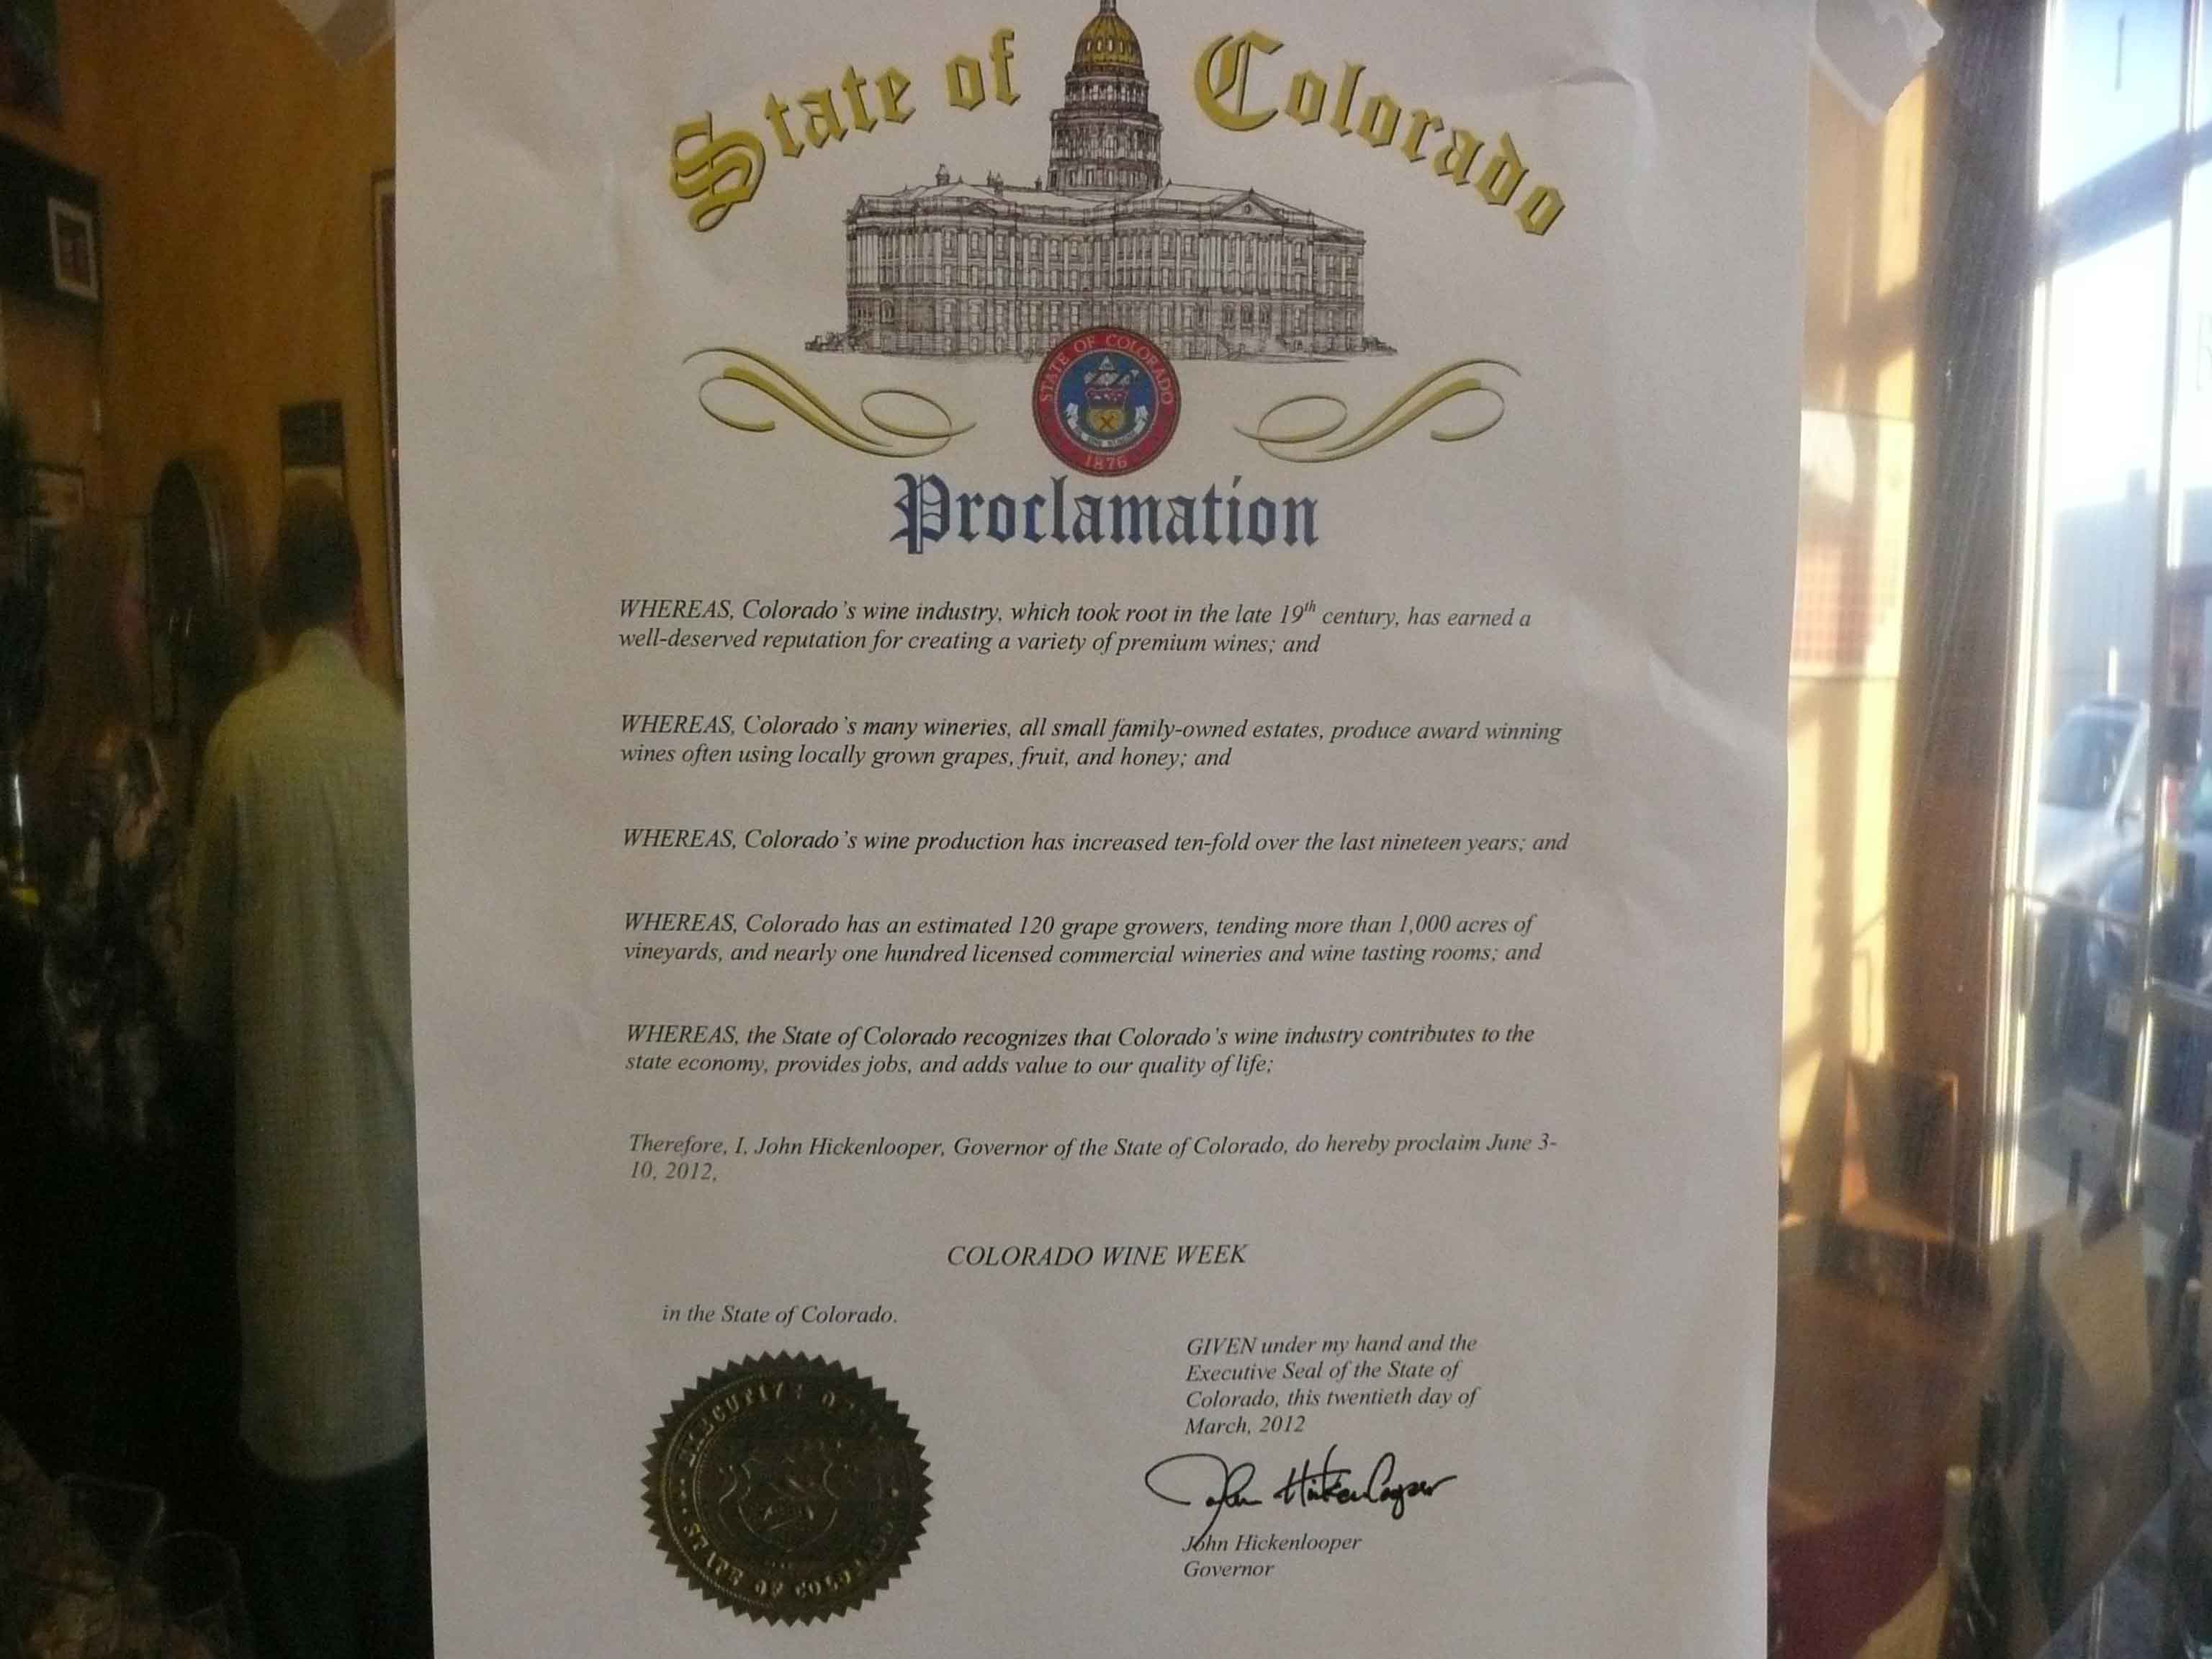 State of Colorado
STATE OF COLORADO
1876
Proclamation
WHEREAS, Colorado's wine industry, which took root in the late 19th century, has earned a
well-deserved reputation for creating a variety of premium wines; and
WHEREAS, Colorado's many wineries, all small family-owned estates, produce award winning
wines often using locally grown grapes, fruit, and honey; and
WHEREAS, Colorado's wine production has increased ten-fold over the last nineteen years; and
WHEREAS, Colorado has an estimated 120 grape growers, tending more than 1,000 acres of
vineyards, and nearly one hundred licensed commercial wineries and wine tasting rooms; and
WHEREAS, the State of Colorado recognizes that Colorado's wine industry contributes to the
state economy, provides jobs, and adds value to our quality of life;
Therefore, I, John Hickenlooper, Governor of the State of Colorado, do hereby proclaim June 3-
10, 2012,
COLORADO WINE WEEK
in the State of Colorado.
GIVEN under my hand and the
Executive Seal of the State of
Colorado, this twentieth day of
March, 2012
John Hickenlooper
John Hickenlooper
Governor
STATE OF COLORADO